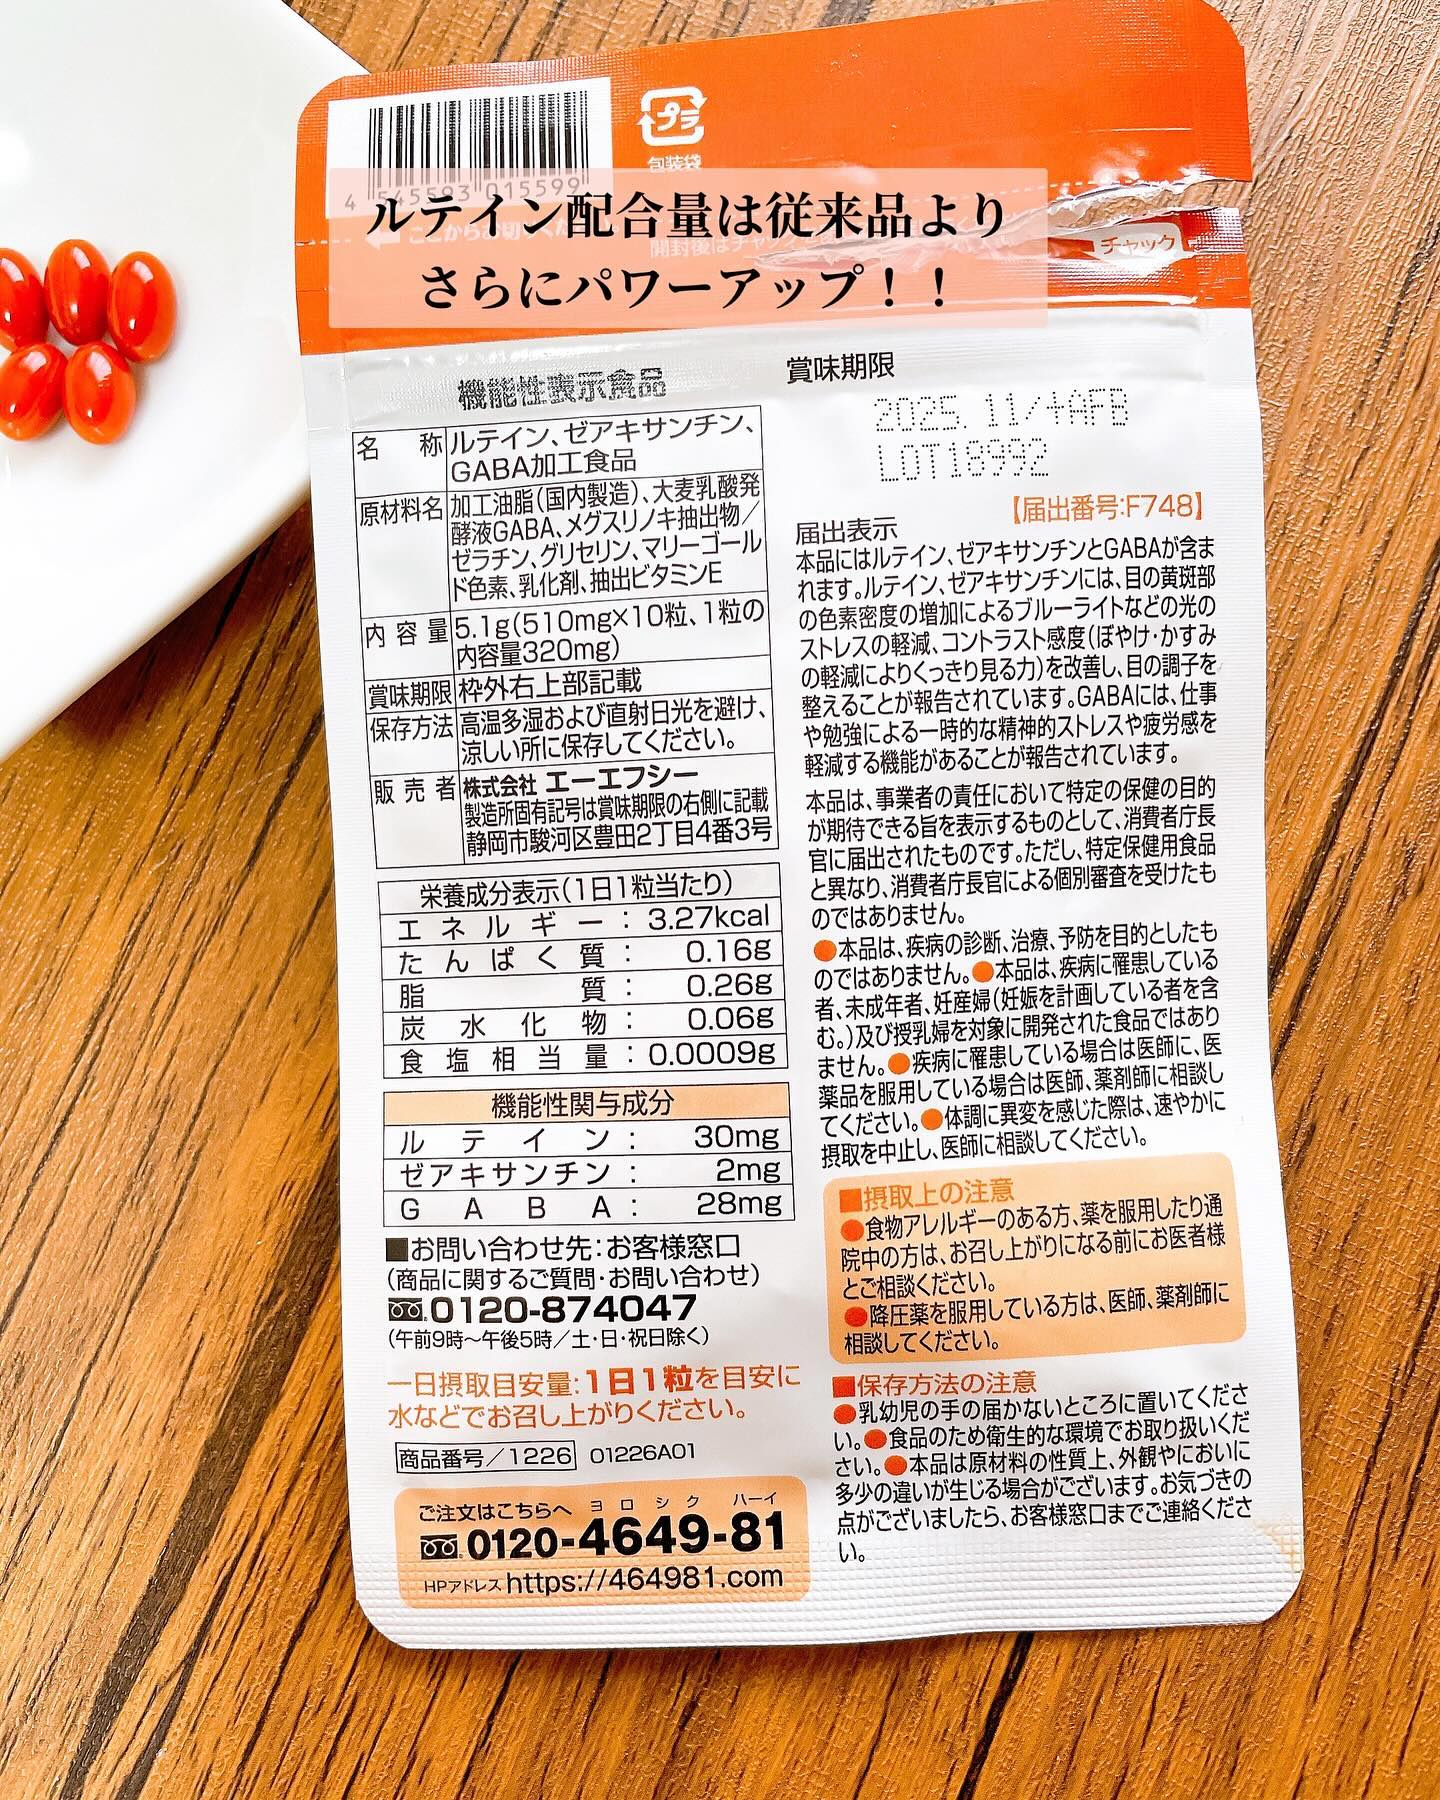 プラ
包装袋
4 545593 015599
ルテイン配合量は従来品より
さらにパワーアップ！！
チャック
機能性表示食品
名称 ルテイン、ゼアキサンチン、
GABA加工食品
原材料名 加工油脂(国内製造)、大麦乳酸発
酵液GABA、メグスリノキ抽出物／
ゼラチン、グリセリン、マリーゴール
ド色素、乳化剤、抽出ビタミンE
内容量 5.1g(510mg×10粒、1粒の
内容量320mg)
賞味期限 枠外右上部記載
保存方法 高温多湿および直射日光を避け、
涼しい所に保存してください。
販売者 株式会社 エーエフシー
製造所固有記号は賞味期限の右側に記載
静岡市駿河区豊田2丁目4番3号
栄養成分表示(1日1粒当たり)
エネルギー：3.27kcal
たんぱく質：0.16g
脂質：0.26g
炭水化物：0.06g
食塩相当量：0.0009g
機能性関与成分
ルテイン：30mg
ゼアキサンチン：2mg
GABA：28mg
■お問い合わせ先：お客様窓口
(商品に関するご質問・お問い合わせ)
0120-874047
(午前9時〜午後5時／土・日・祝日除く)
一日摂取目安量：1日1粒を目安に
水などでお召し上がりください。
商品番号／1226 01226A01
ご注文はこちらへ ヨロシク ハーイ
0120-4649-81
HPアドレス https://464981.com
賞味期限
2025.11/+AFB
LOT18992
【届出番号:F748】
届出表示
本品にはルテイン、ゼアキサンチンとGABAが含ま
れます。ルテイン、ゼアキサンチンには、目の黄斑部
の色素密度の増加によるブルーライトなどの光の
ストレスの軽減、コントラスト感度(ぼやけ・かすみ
の軽減によりくっきり見る力)を改善し、目の調子を
整えることが報告されています。GABAには、仕事
や勉強による一時的な精神的ストレスや疲労感を
軽減する機能があることが報告されています。
本品は、事業者の責任において特定の保健の目的
が期待できる旨を表示するものとして、消費者庁長
官に届出されたものです。ただし、特定保健用食品
と異なり、消費者庁長官による個別審査を受けたも
のではありません。
●本品は、疾病の診断、治療、予防を目的としたも
のではありません。●本品は、疾病に罹患している
者、未成年者、妊産婦(妊娠を計画している者を含
む。)及び授乳婦を対象に開発された食品ではあり
ません。●疾病に罹患している場合は医師に、医
薬品を服用している場合は医師、薬剤師に相談し
てください。●体調に異変を感じた際は、速やかに
摂取を中止し、医師に相談してください。
■摂取上の注意
●食物アレルギーのある方、薬を服用したり通
院中の方は、お召し上がりになる前にお医者様
とご相談ください。
●降圧薬を服用している方は、医師、薬剤師に
相談してください。
■保存方法の注意
●乳幼児の手の届かないところに置いてくださ
い。●食品のため衛生的な環境でお取り扱いくだ
さい。●本品は原材料の性質上、外観やにおいに
多少の違いが生じる場合がございます。お気づきの
点がございましたら、お客様窓口までご連絡くださ
い。